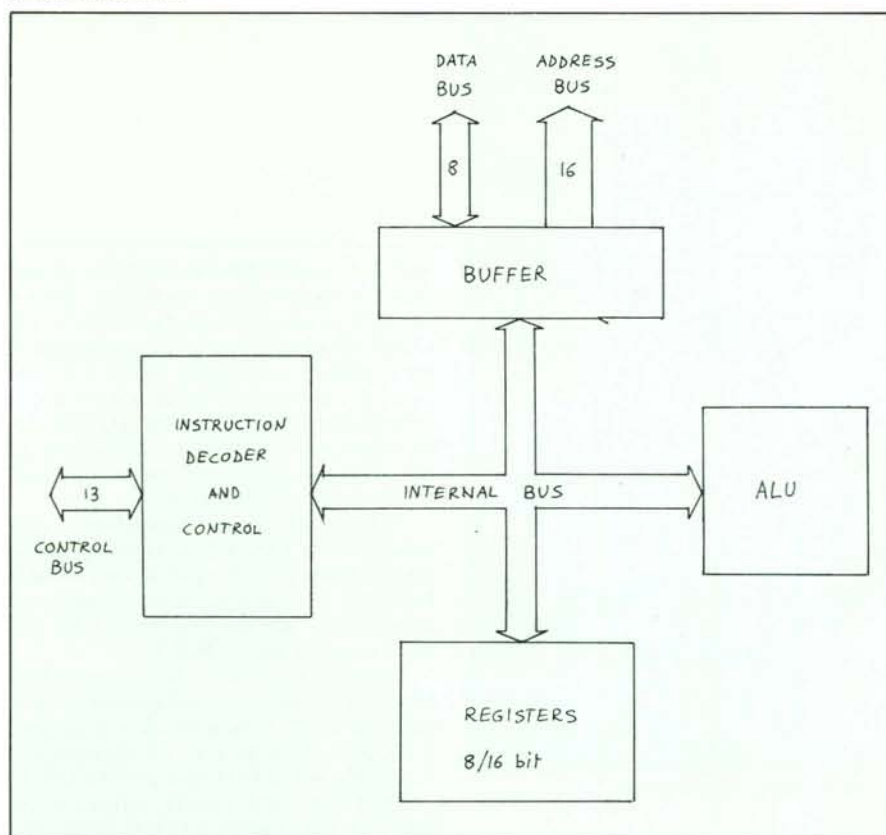 DATA
BUS
ADDRESS
BUS
8
16
BUFFER
INSTRUCTION
DECODER
AND
CONTROL
13
CONTROL
BUS
INTERNAL BUS
ALU
REGISTERS
8/16 bit